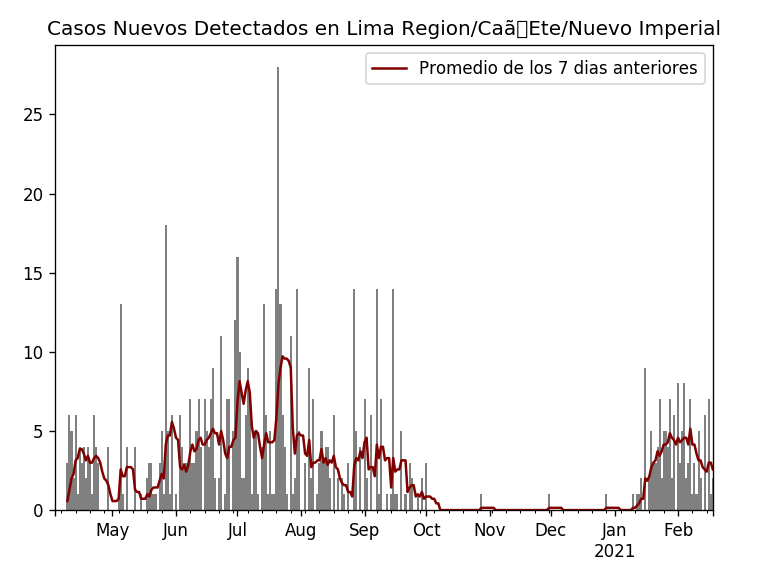 Casos Nuevos Detectados en Lima Region/Caã▯Ete/Nuevo Imperial
Promedio de los 7 dias anteriores
25
20
15
10
5
0
May Jun Jul Aug Sep Oct Nov Dec Jan Feb
2021